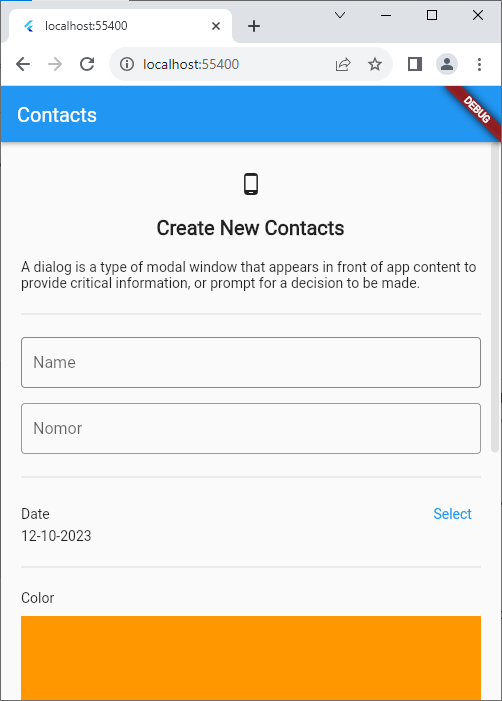 localhost:55400
localhost:55400
Contacts
DEBUG
Create New Contacts
A dialog is a type of modal window that appears in front of app content to
provide critical information, or prompt for a decision to be made.
Name
Nomor
Date
Select
12-10-2023
Color